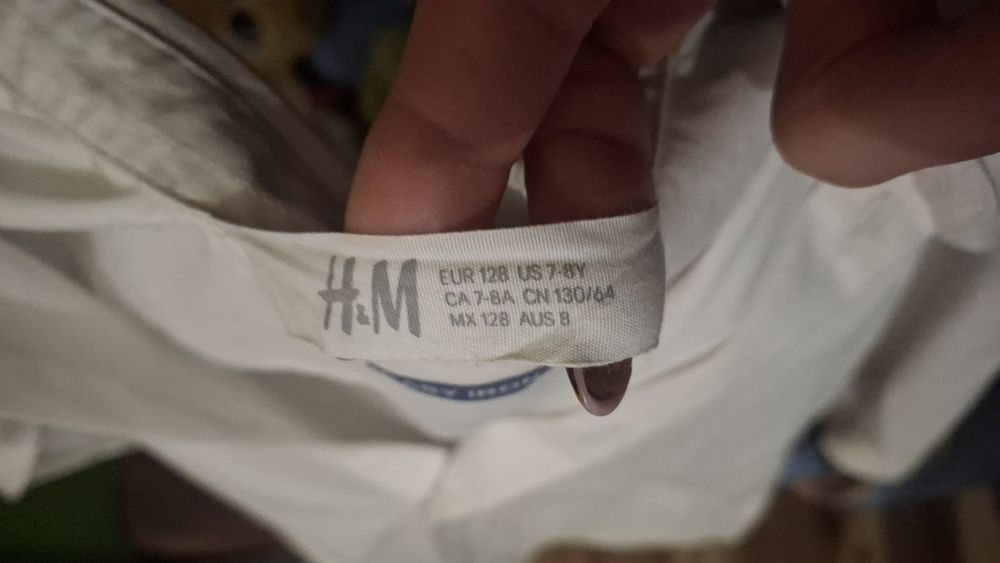 H&M
EUR 128 US 7-8Y
CA 7-8A CN 130/64
MX 128 AUS 8